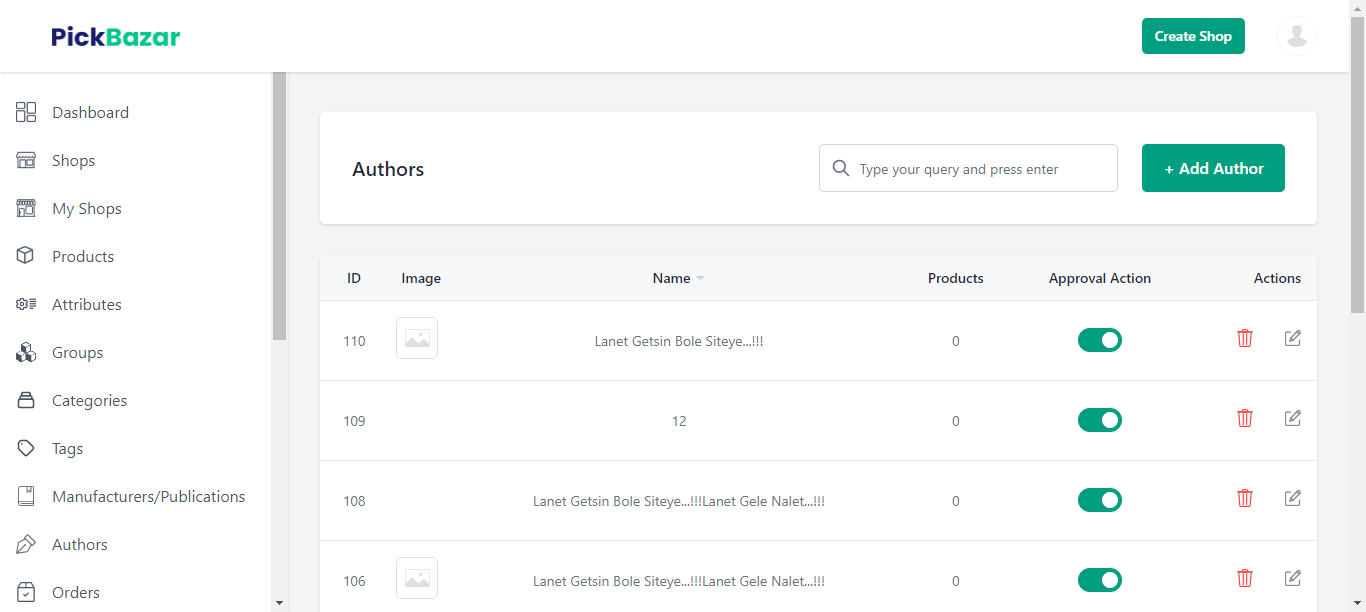 PickBazar
Create Shop
Dashboard
Shops
My Shops
Products
Attributes
Groups
Categories
Tags
Manufacturers/Publications
Authors
Orders
Authors
Type your query and press enter
+ Add Author
ID Image Name Products Approval Action Actions
110 Lanet Getsin Bole Siteye...!!! 0
109 12 0
108 Lanet Getsin Bole Siteye...!!!Lanet Gele Nalet...!!! 0
106 Lanet Getsin Bole Siteye...!!!Lanet Gele Nalet...!!! 0